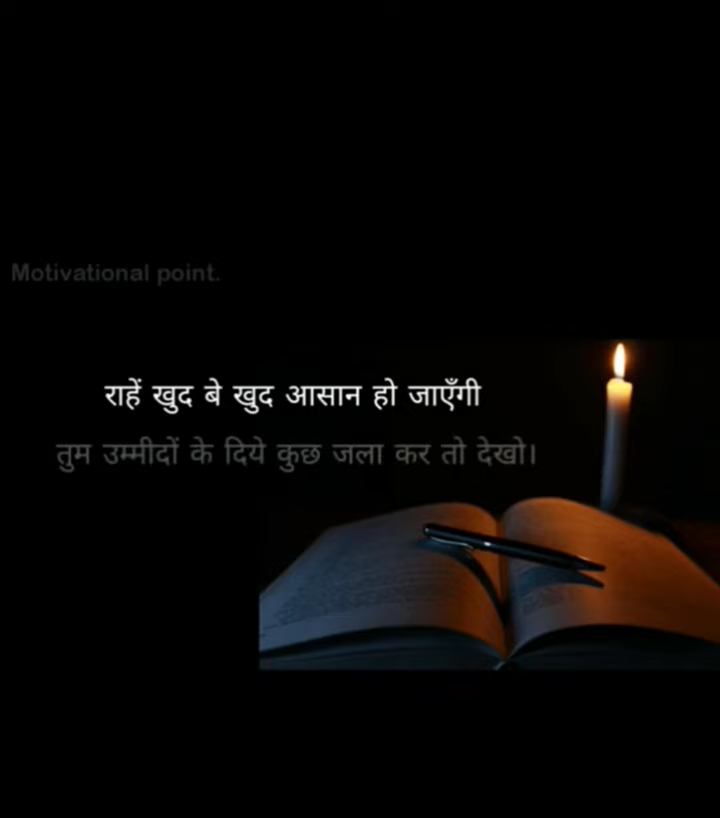 Motivational point.
राहें खुद बे खुद आसान हो जाएँगी
तुम उम्मीदों के दिये कुछ जला कर तो देखो।